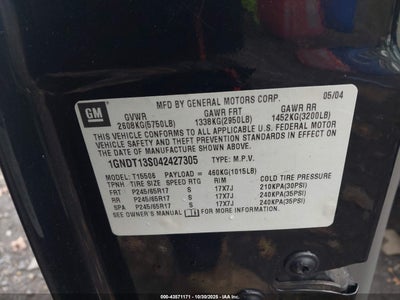 MFD BY GENERAL MOTORS CORP. 05/04
GM
GVWR GAWR FRT GAWR RR
2608KG(5750LB) 1338KG(2950LB) 1452KG(3200LB)
THIS VEHICLE CONFORMS TO ALL APPLICABLE U.S. FEDERAL MOTOR
VEHICLE SAFETY AND THEFT PREVENTION STANDARDS IN EFFECT ON
THE DATE OF MANUFACTURE SHOWN ABOVE.
1GNDT13S042427305 TYPE: M.P.V.
MODEL: T15506 PAYLOAD = 460KG(1015LB)
TPNH TIRE SIZE SPEED RTG RIM COLD TIRE PRESSURE
FRT P245/65R17 S 17X7J 210KPA(30PSI)
RR P245/65R17 S 17X7J 240KPA(35PSI)
SPA P245/65R17 S 17X7J 240KPA(35PSI)
SEE OWNER'S MANUAL FOR MORE INFORMATION.
000-43571171 | 10/30/2025 - USA